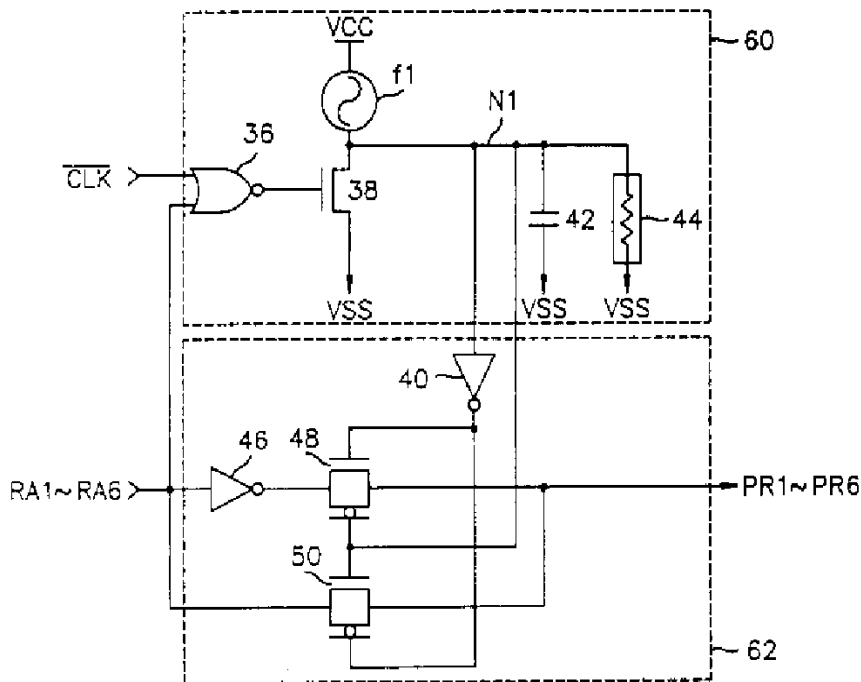 VCC
60
f1
N1
36
CLK
38
42
44
VSS
VSS
VSS
40
46
48
RA1~RA6
PR1~PR6
50
62